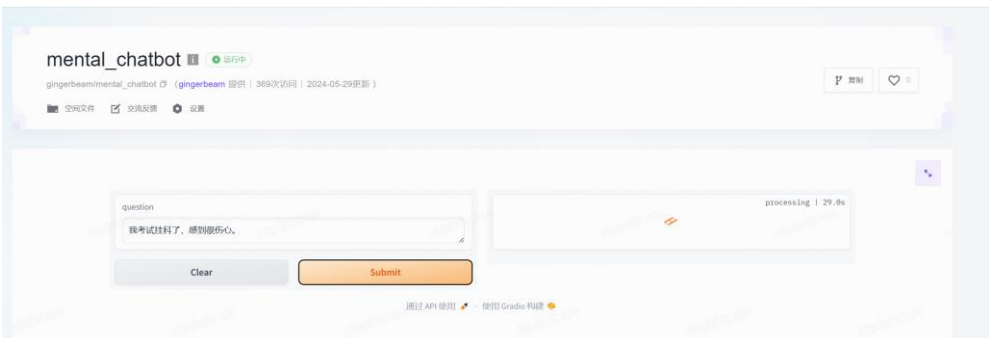 mental_chatbot 运行中
gingerbeam/mental_chatbot （gingerbeam 提供 | 369次访问 | 2024-05-29更新）
复制 0
空间文件 交流反馈 设置
question
我考试挂科了，感到很伤心。
processing | 29.0s
Clear
Submit
通过 API 使用 · 使用 Gradio 构建